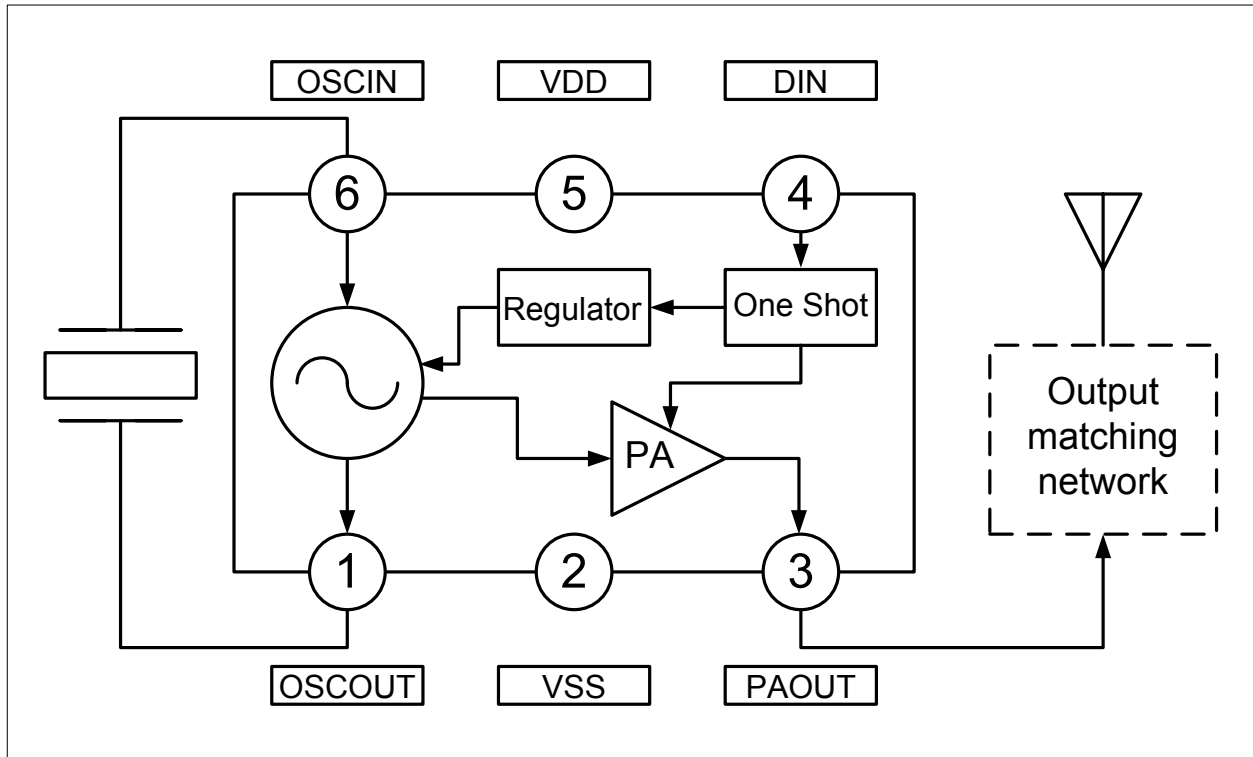 OSCIN
VDD
DIN
6
5
4
Regulator
One Shot
PA
Output
matching
network
1
2
3
OSCOUT
VSS
PAOUT